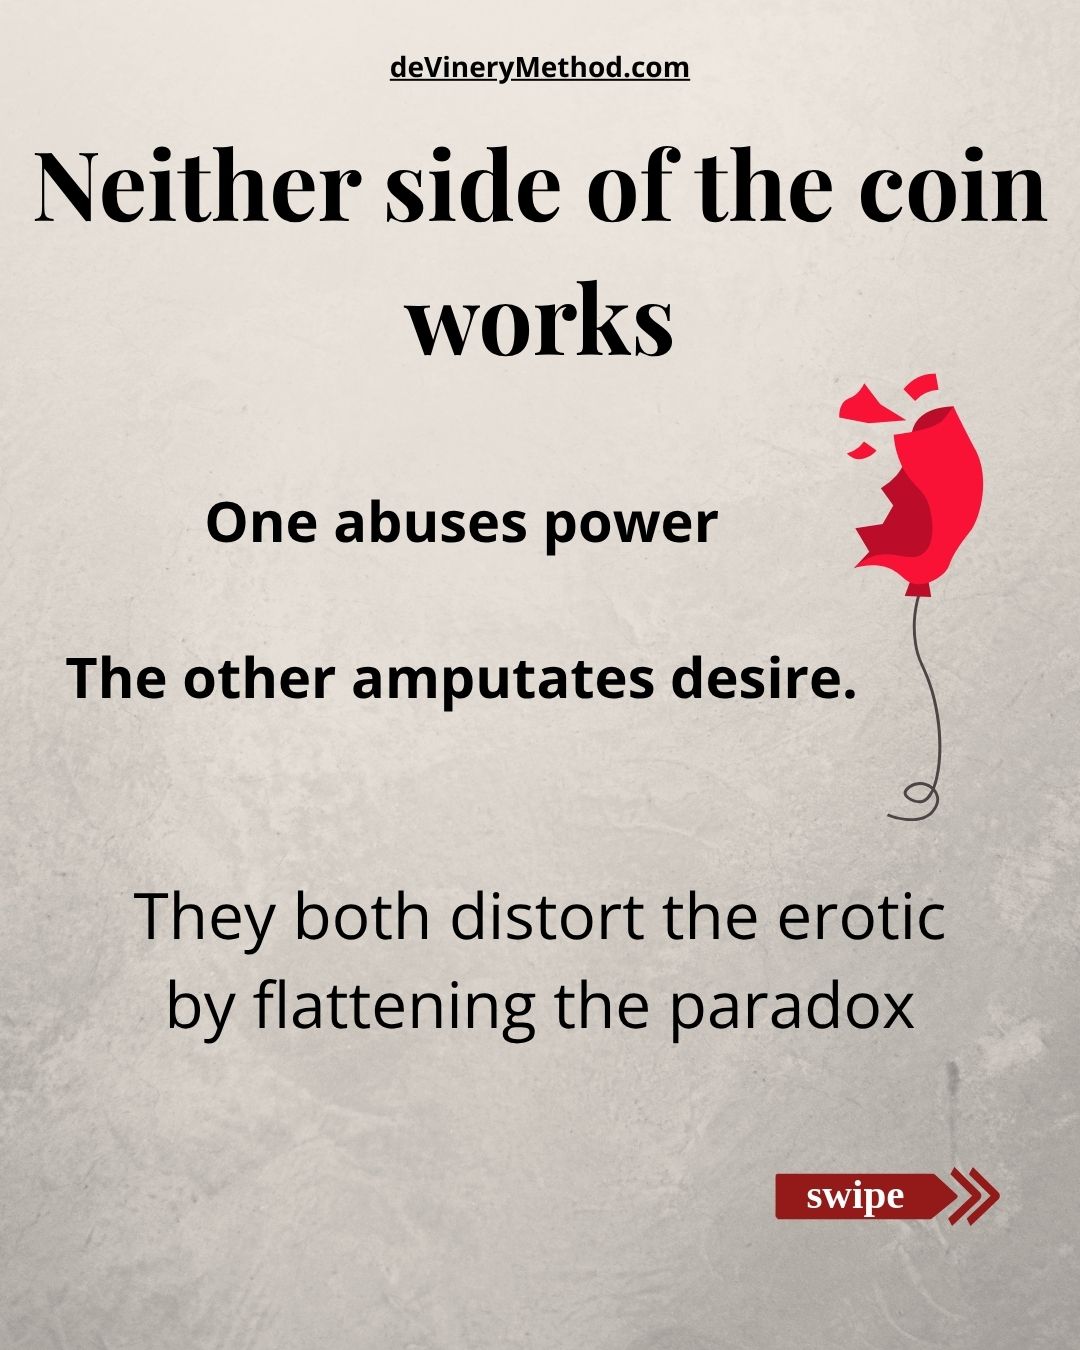 deVineryMethod.com
Neither side of the coin
works
One abuses power
The other amputates desire.
They both distort the erotic
by flattening the paradox
swipe